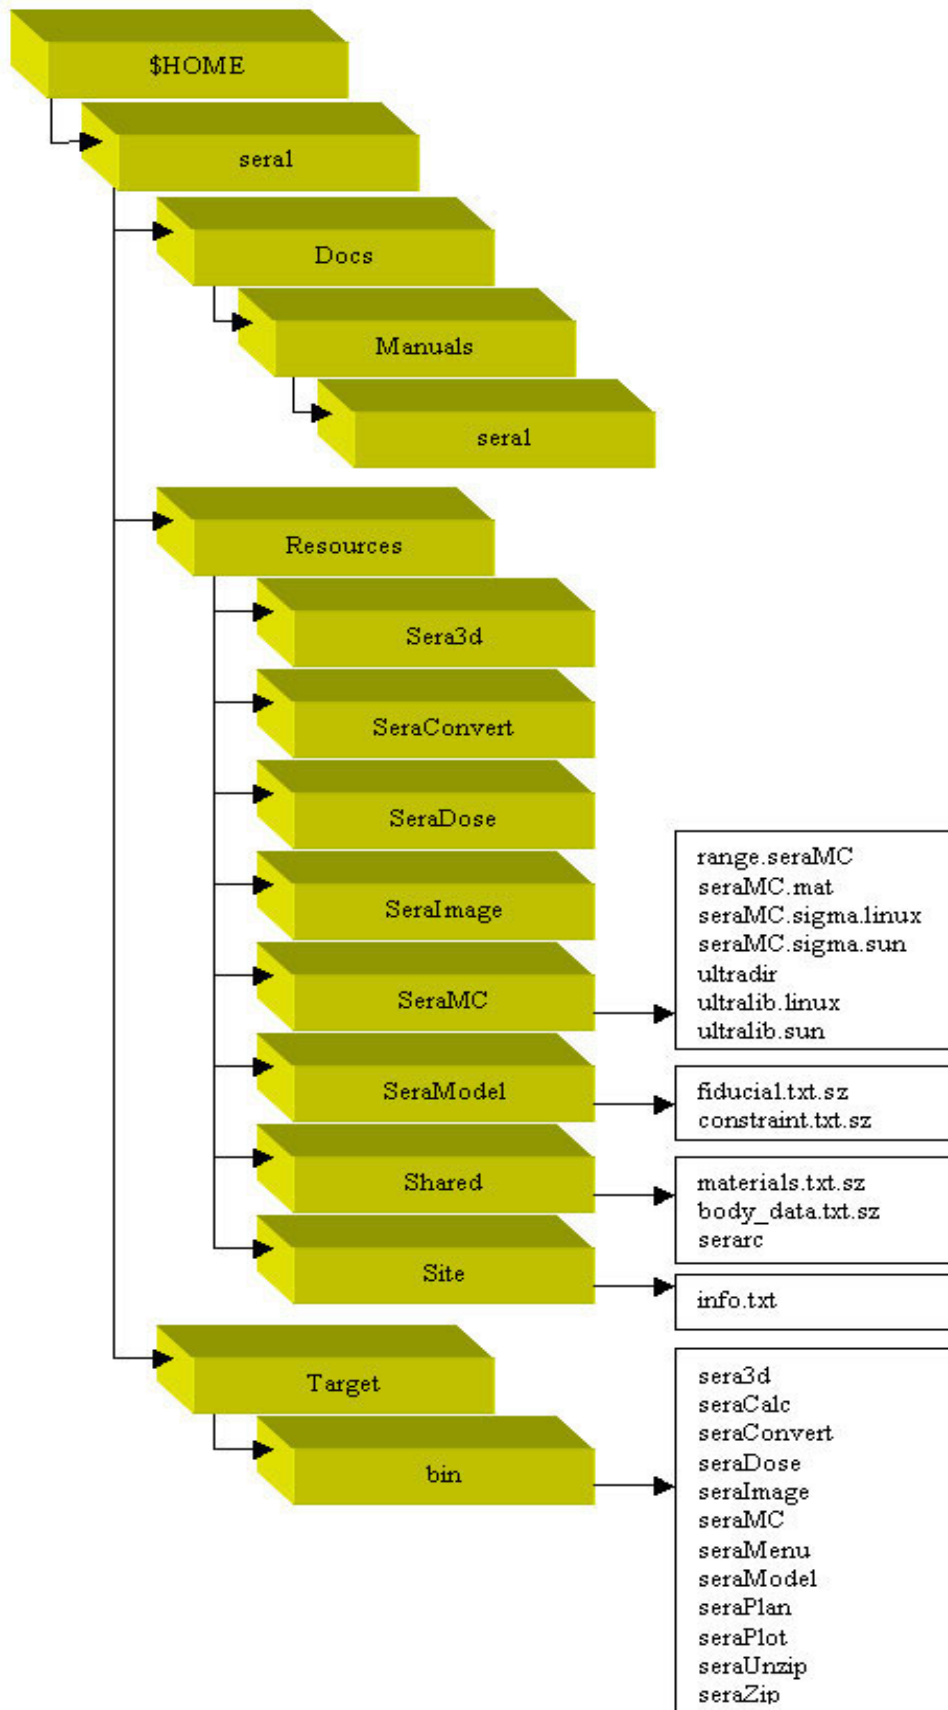 $HOME
sera1
Docs
Manuals
sera1
Resources
Sera3d
SeraConvert
SeraDose
SeraImage
SeraMC
range.seraMC
seraMC.mat
seraMC.sigma.linux
seraMC.sigma.sun
ultradir
ultralib.linux
ultralib.sun
SeraModel
fiducial.txt.sz
constraint.txt.sz
Shared
materials.txt.sz
body_data.txt.sz
serarc
Site
info.txt
Target
bin
sera3d
seraCalc
seraConvert
seraDose
seraImage
seraMC
seraMenu
seraModel
seraPlan
seraPlot
seraUnzip
seraZip